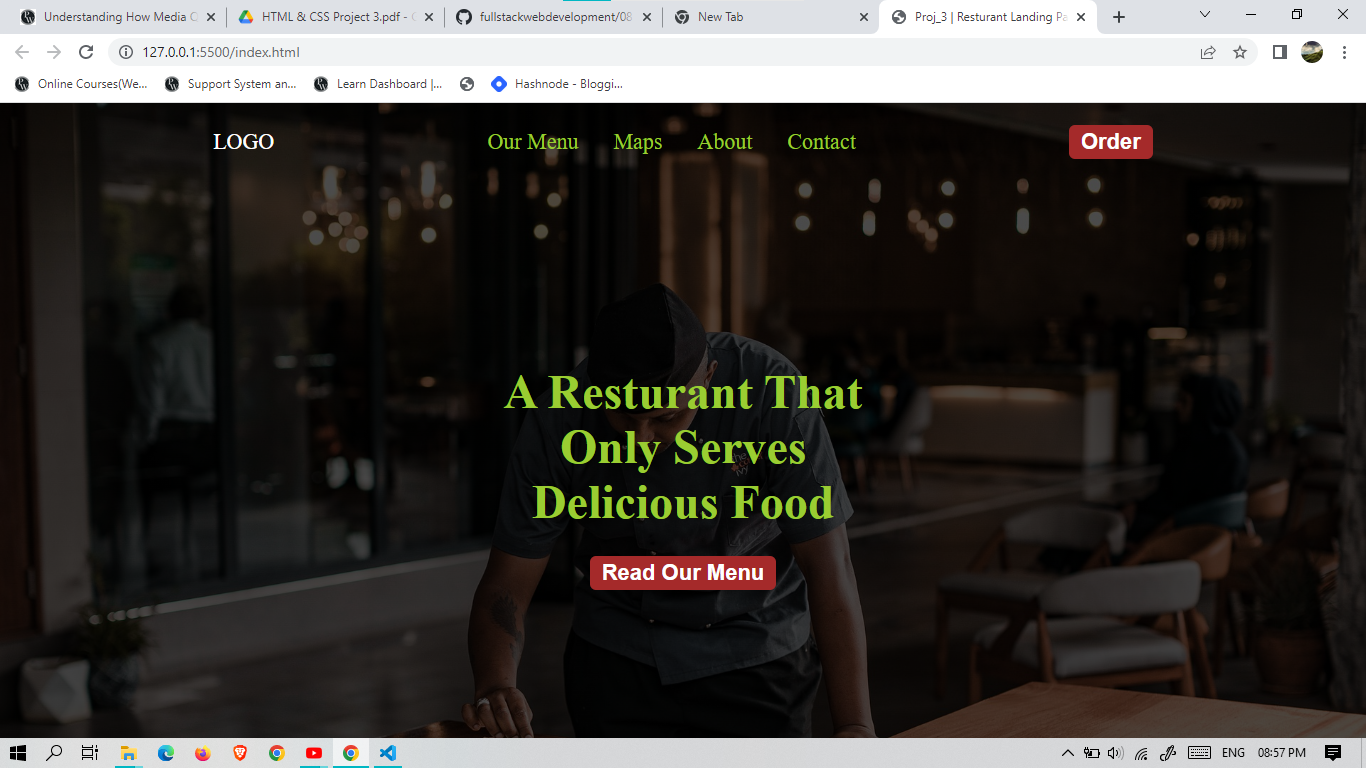 Understanding How Media Q
HTML & CSS Project 3.pdf - G
fullstackwebdevelopment/08
New Tab
Proj_3 | Resturant Landing Pa
127.0.0.1:5500/index.html
Online Courses(We...
Support System an...
Learn Dashboard |...
Hashnode - Bloggi...
LOGO
Our Menu
Maps
About
Contact
Order
A Resturant That
Only Serves
Delicious Food
Read Our Menu
ENG
08:57 PM